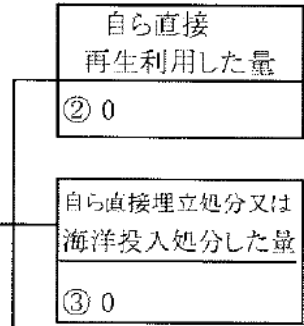 自ら直接
再生利用した量
② 0
自ら直接埋立処分又は
海洋投入処分した量
③ 0